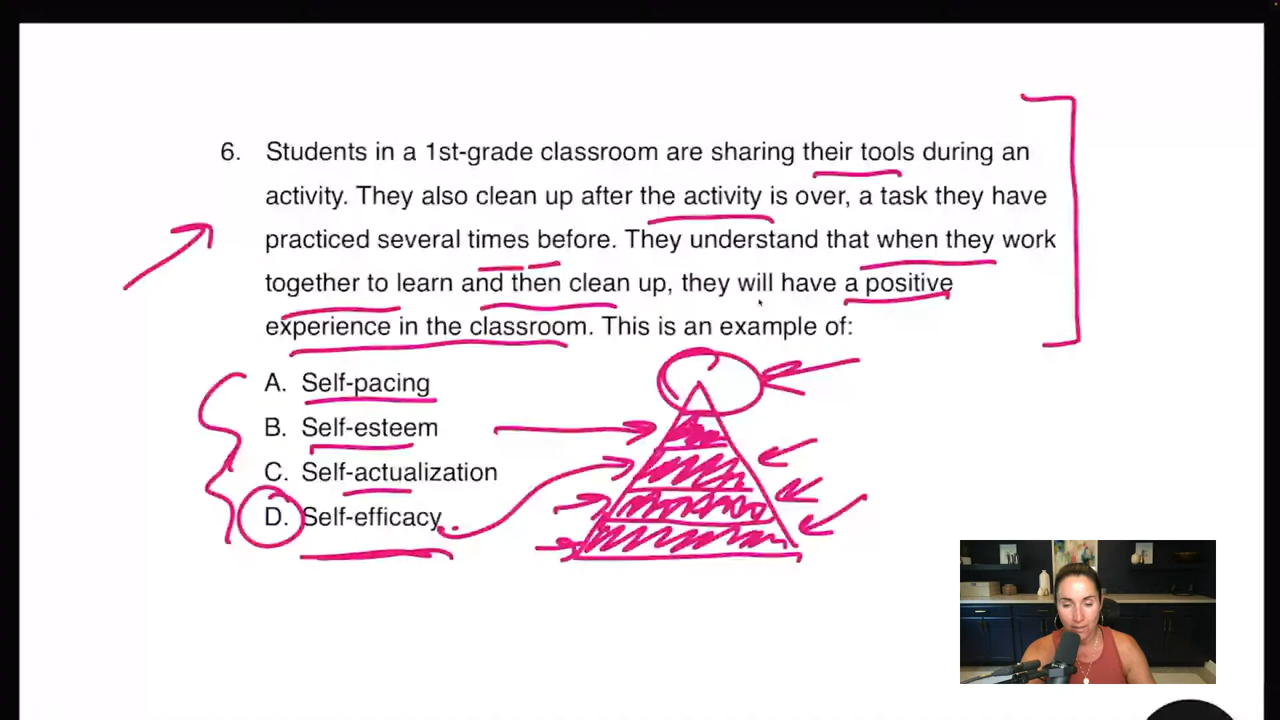 6. Students in a 1st-grade classroom are sharing their tools during an
activity. They also clean up after the activity is over, a task they have
practiced several times before. They understand that when they work
together to learn and then clean up, they will have a positive
experience in the classroom. This is an example of:
A. Self-pacing
B. Self-esteem
C. Self-actualization
D. Self-efficacy